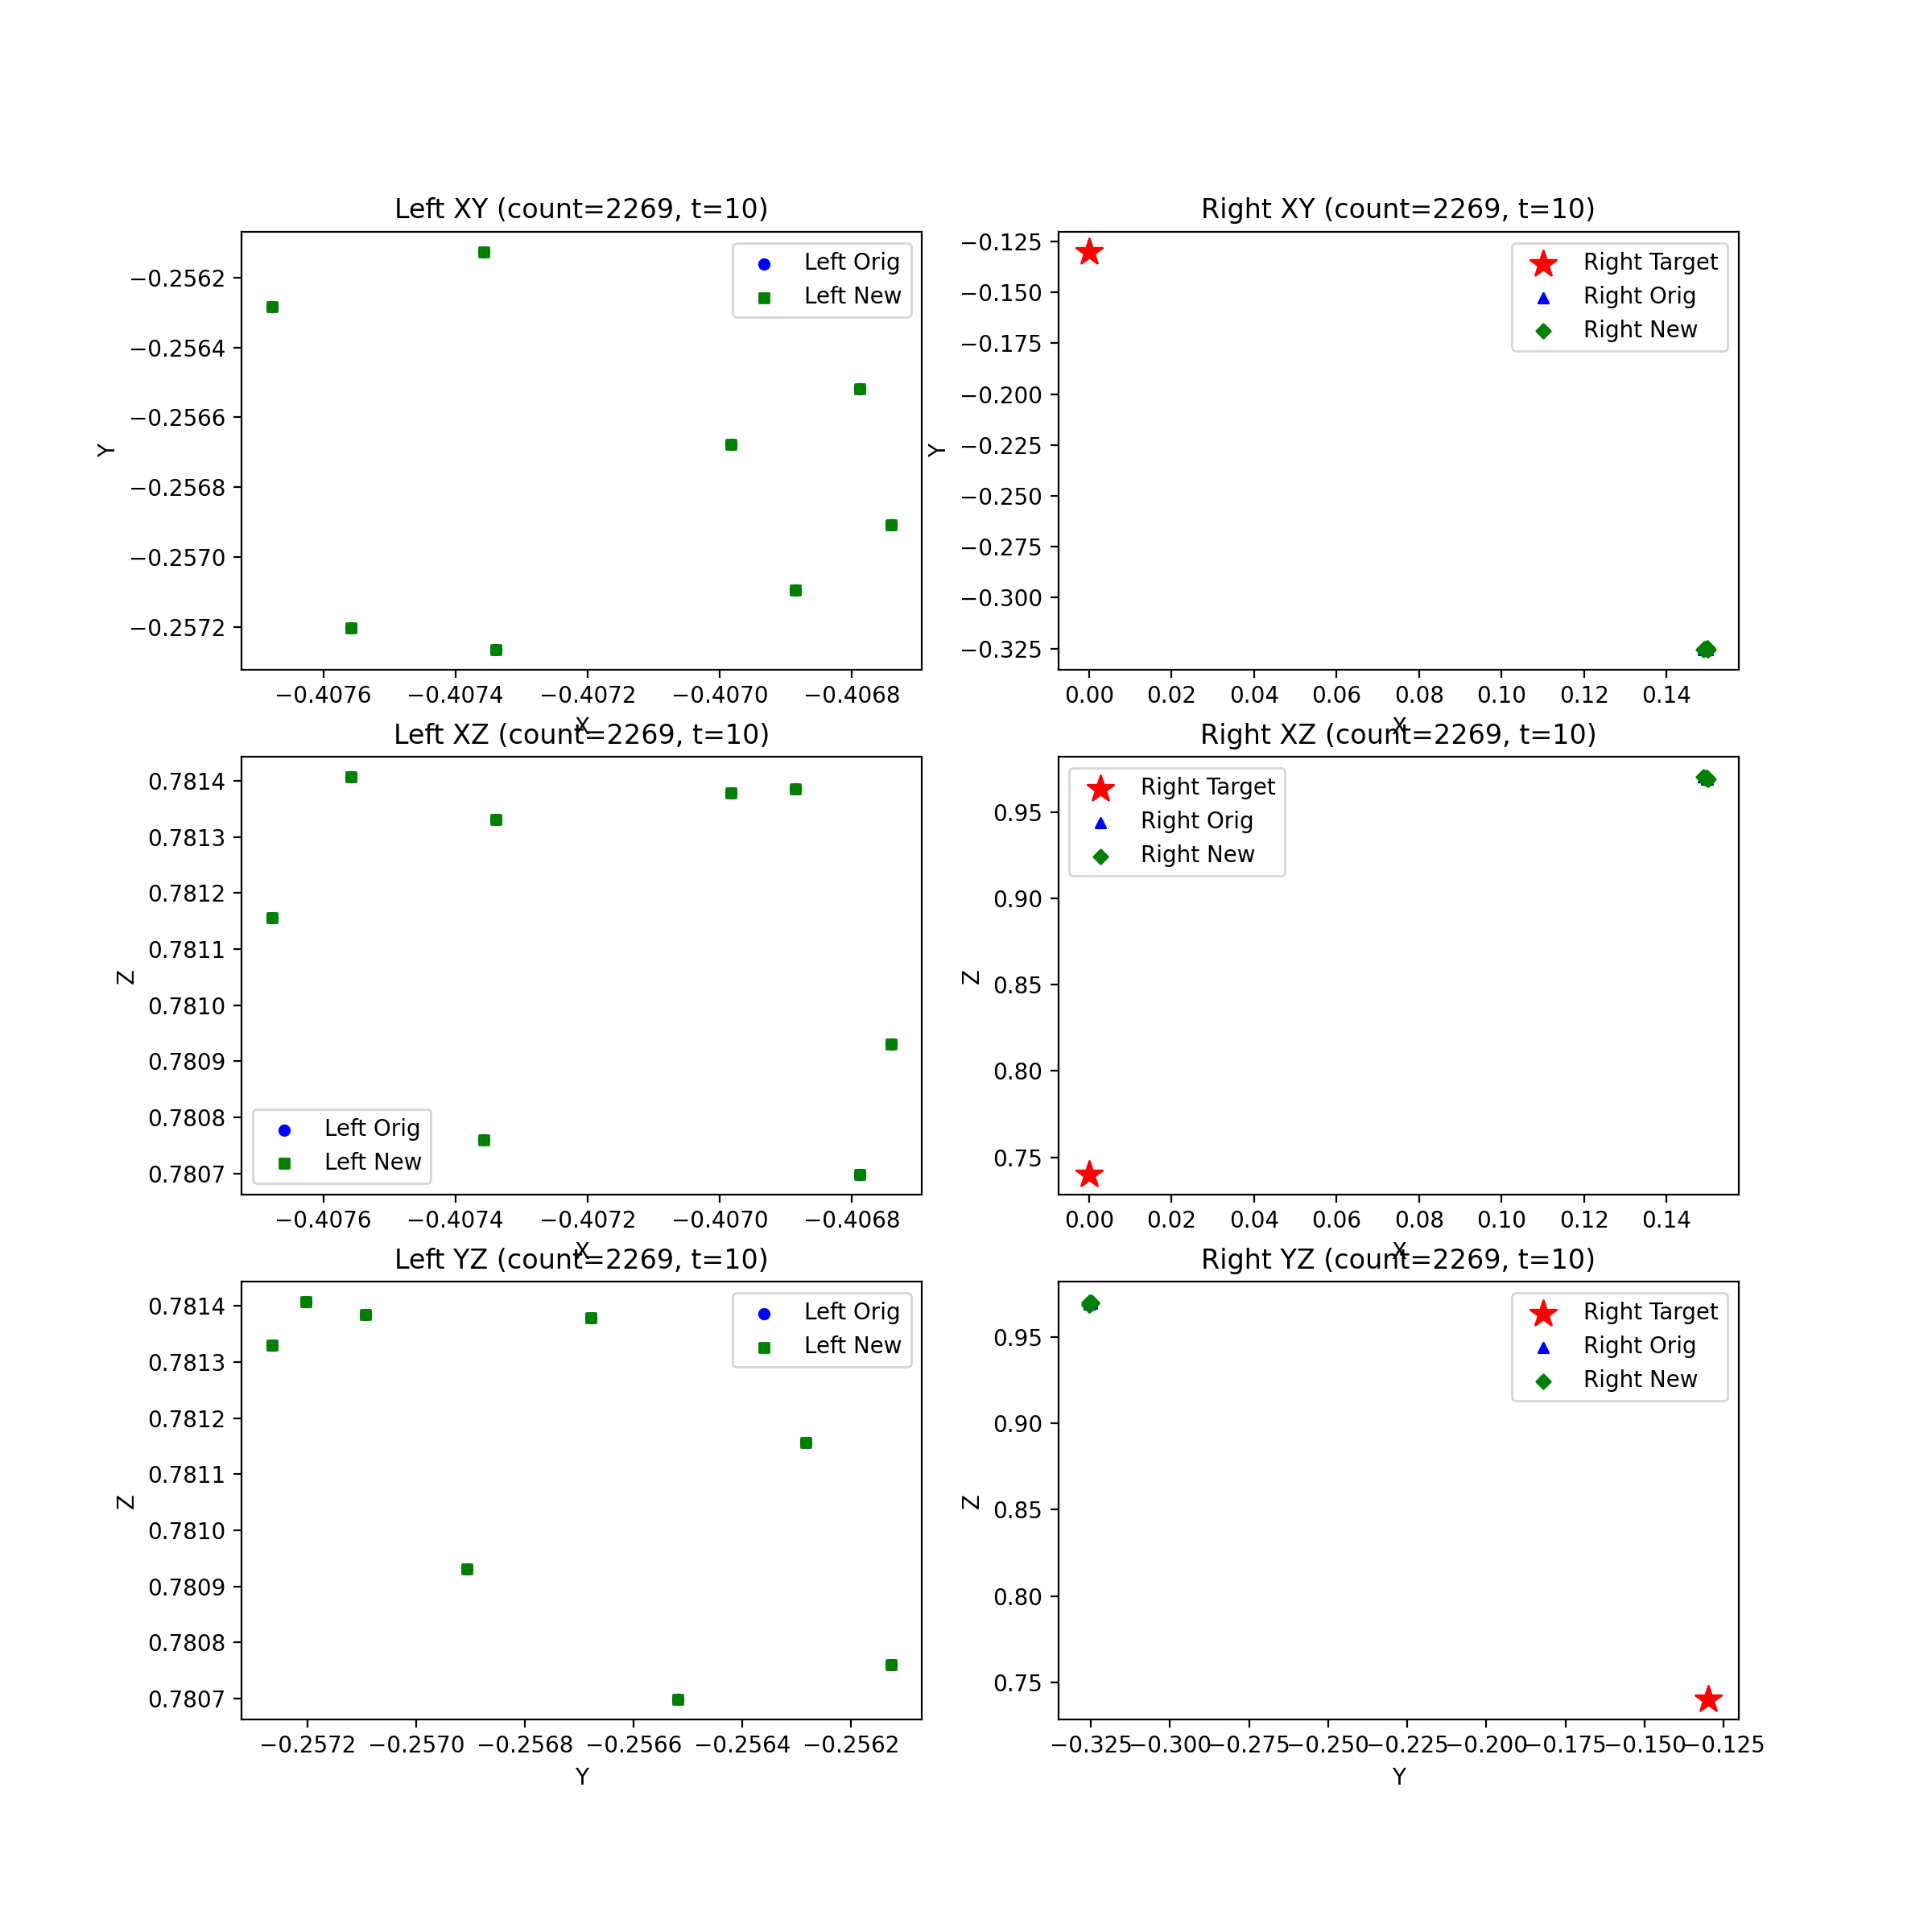 Left XY (count=2269, t=10)
Y
−0.2562
−0.2564
−0.2566
−0.2568
−0.2570
−0.2572
Left Orig
Left New
−0.4076 −0.4074 −0.4072 −0.4070 −0.4068
X
Right XY (count=2269, t=10)
Y
−0.125
−0.150
−0.175
−0.200
−0.225
−0.250
−0.275
−0.300
−0.325
Right Target
Right Orig
Right New
0.00 0.02 0.04 0.06 0.08 0.10 0.12 0.14
X
Left XZ (count=2269, t=10)
Z
0.7814
0.7813
0.7812
0.7811
0.7810
0.7809
0.7808
0.7807
Left Orig
Left New
−0.4076 −0.4074 −0.4072 −0.4070 −0.4068
X
Right XZ (count=2269, t=10)
Z
0.95
0.90
0.85
0.80
0.75
Right Target
Right Orig
Right New
0.00 0.02 0.04 0.06 0.08 0.10 0.12 0.14
X
Left YZ (count=2269, t=10)
Z
0.7814
0.7813
0.7812
0.7811
0.7810
0.7809
0.7808
0.7807
Left Orig
Left New
−0.2572 −0.2570 −0.2568 −0.2566 −0.2564 −0.2562
Y
Right YZ (count=2269, t=10)
Z
0.95
0.90
0.85
0.80
0.75
Right Target
Right Orig
Right New
−0.325 −0.300 −0.275 −0.250 −0.225 −0.200 −0.175 −0.150 −0.125
Y